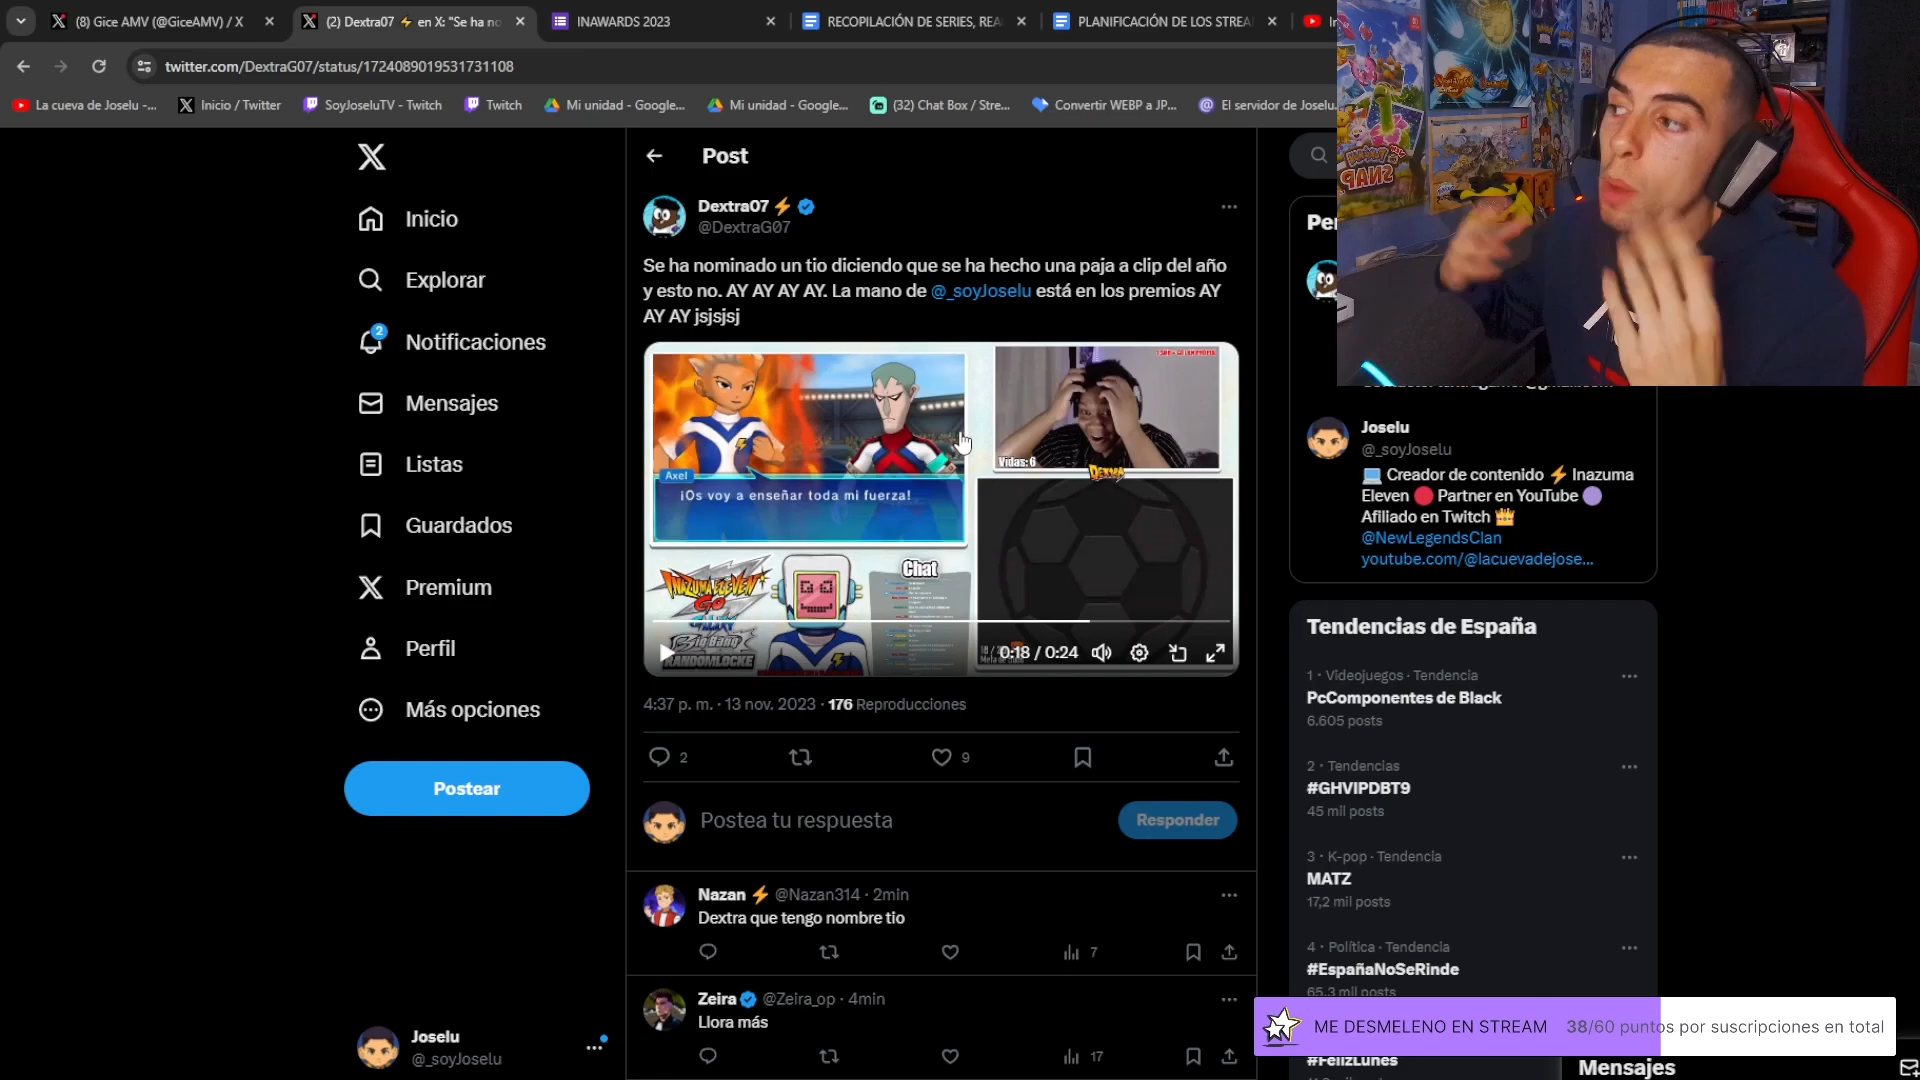 (8) Gice AMV (@GiceAMV) / X
(2) Dextra07 ⚡ en X: "Se ha no
INAWARDS 2023
RECOPILACIÓN DE SERIES, REA
PLANIFICACIÓN DE LOS STREA
twitter.com/DextraG07/status/1724089019531731108
La cueva de Joselu -...
Inicio / Twitter
SoyJoseluTV - Twitch
Twitch
Mi unidad - Google...
Mi unidad - Google...
(32) Chat Box / Stre...
Convertir WEBP a JP...
El servidor de Joselu
SNAP
Inicio
Explorar
2
Notificaciones
Mensajes
Listas
Guardados
Premium
Perfil
Más opciones
Postear
Joselu
@_soyJoselu
Post
Dextra07 ⚡
@DextraG07
Se ha nominado un tio diciendo que se ha hecho una paja a clip del año
y esto no. AY AY AY AY. La mano de @_soyJoselu está en los premios AY
AY AY jsjsjsj
Vidas: 6
DEXTRA
Axel
¡Os voy a enseñar toda mi fuerza!
INAZUMA ELEVEN
GO
Big Bang
RANDOMLOCKE
Chat
0:18 / 0:24
4:37 p. m. · 13 nov. 2023 · 176 Reproducciones
2
9
Postea tu respuesta
Responder
Nazan ⚡ @Nazan314 · 2min
Dextra que tengo nombre tio
7
Zeira @Zeira_op · 4min
Llora más
17
Joselu
@_soyJoselu
💻 Creador de contenido ⚡ Inazuma
Eleven 🔴 Partner en YouTube 🟣
Afiliado en Twitch 👑
@NewLegendsClan
youtube.com/@lacuevadejose...
Tendencias de España
1 · Videojuegos · Tendencia
PcComponentes de Black
6.605 posts
2 · Tendencias
#GHVIPDBT9
45 mil posts
3 · K-pop · Tendencia
MATZ
17,2 mil posts
4 · Política · Tendencia
#EspañaNoSeRinde
65,3 mil posts
ME DESMELENO EN STREAM 38/60 puntos por suscripciones en total
#FelizLunes
Mensajes